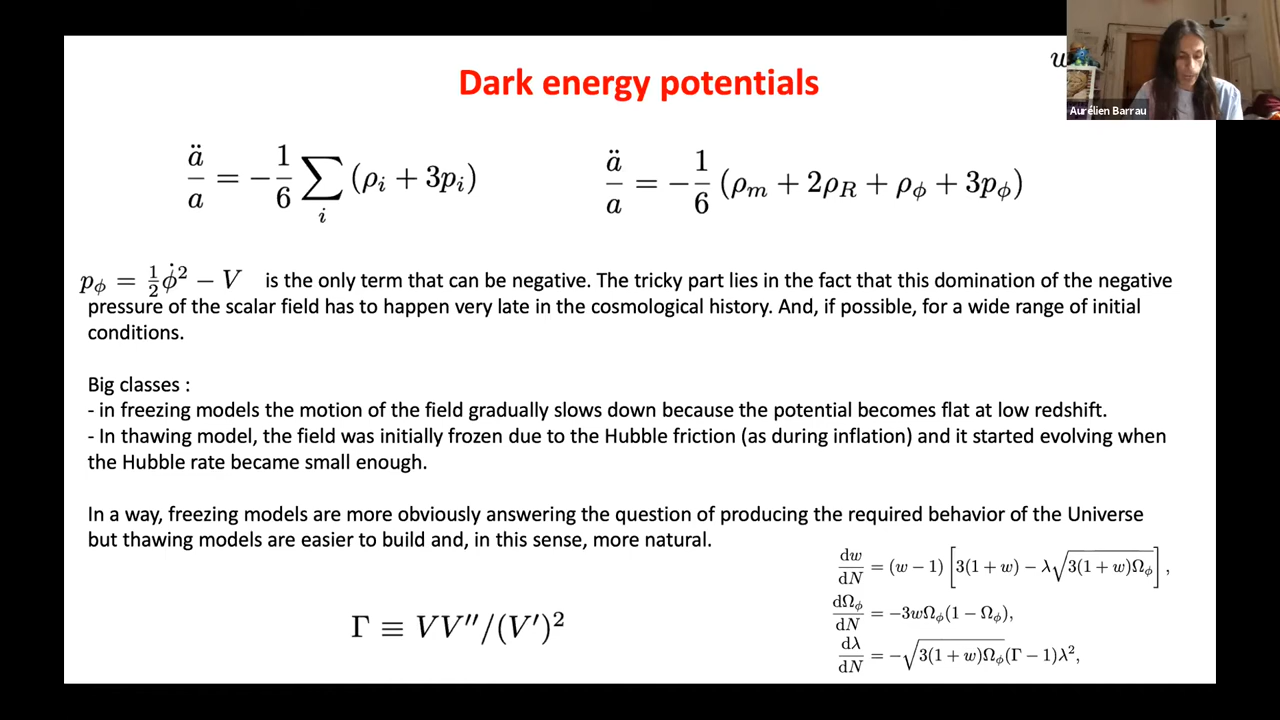 w
Aurélien Barrau
Dark energy potentials
ä/a = −1/6 ∑_i (ρ_i + 3p_i)
ä/a = −1/6 (ρ_m + 2ρ_R + ρ_ϕ + 3p_ϕ)
p_ϕ = ½ϕ̇² − V is the only term that can be negative. The tricky part lies in the fact that this domination of the negative
pressure of the scalar field has to happen very late in the cosmological history. And, if possible, for a wide range of initial
conditions.
Big classes :
- in freezing models the motion of the field gradually slows down because the potential becomes flat at low redshift.
- In thawing model, the field was initially frozen due to the Hubble friction (as during inflation) and it started evolving when
the Hubble rate became small enough.
In a way, freezing models are more obviously answering the question of producing the required behavior of the Universe
but thawing models are easier to build and, in this sense, more natural.
dw/dN = (w − 1) [3(1 + w) − λ√(3(1 + w)Ω_ϕ)],
dΩ_ϕ/dN = −3wΩ_ϕ(1 − Ω_ϕ),
Γ ≡ VV′′/(V′)²
dλ/dN = −√(3(1 + w)Ω_ϕ)(Γ − 1)λ²,